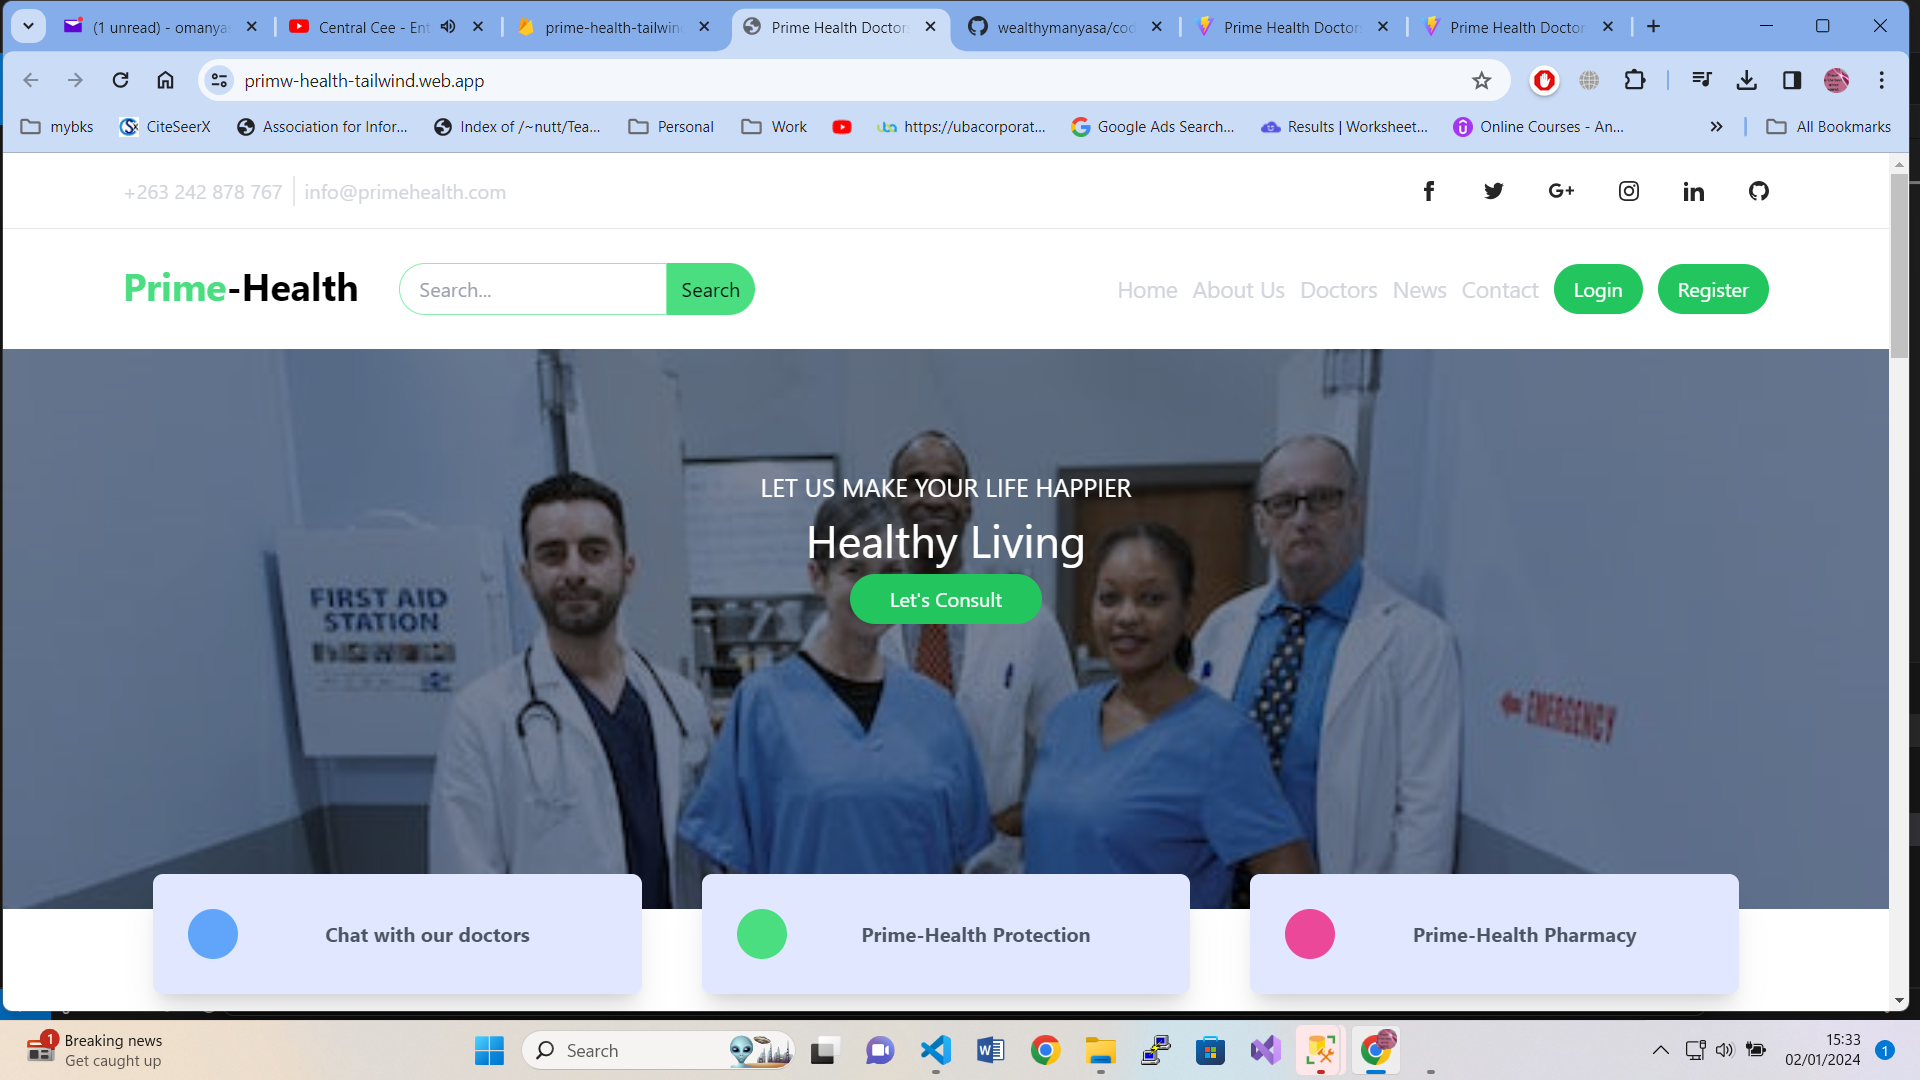 (1 unread) - omanyas
Central Cee - Ent
prime-health-tailwin
Prime Health Doctor
wealthymanyasa/cod
Prime Health Doctor
Prime Health Doctor
primw-health-tailwind.web.app
mybks
CiteSeerX
Association for Infor...
Index of /~nutt/Tea...
Personal
Work
https://ubacorporat...
Google Ads Search...
Results | Worksheet...
Online Courses - An...
All Bookmarks
+263 242 878 767
info@primehealth.com
Prime-Health
Search...
Search
Home
About Us
Doctors
News
Contact
Login
Register
LET US MAKE YOUR LIFE HAPPIER
Healthy Living
Let's Consult
FIRST AID
STATION
EMERGENCY
Chat with our doctors
Prime-Health Protection
Prime-Health Pharmacy
1
Breaking news
Get caught up
Search
15:33
02/01/2024
1